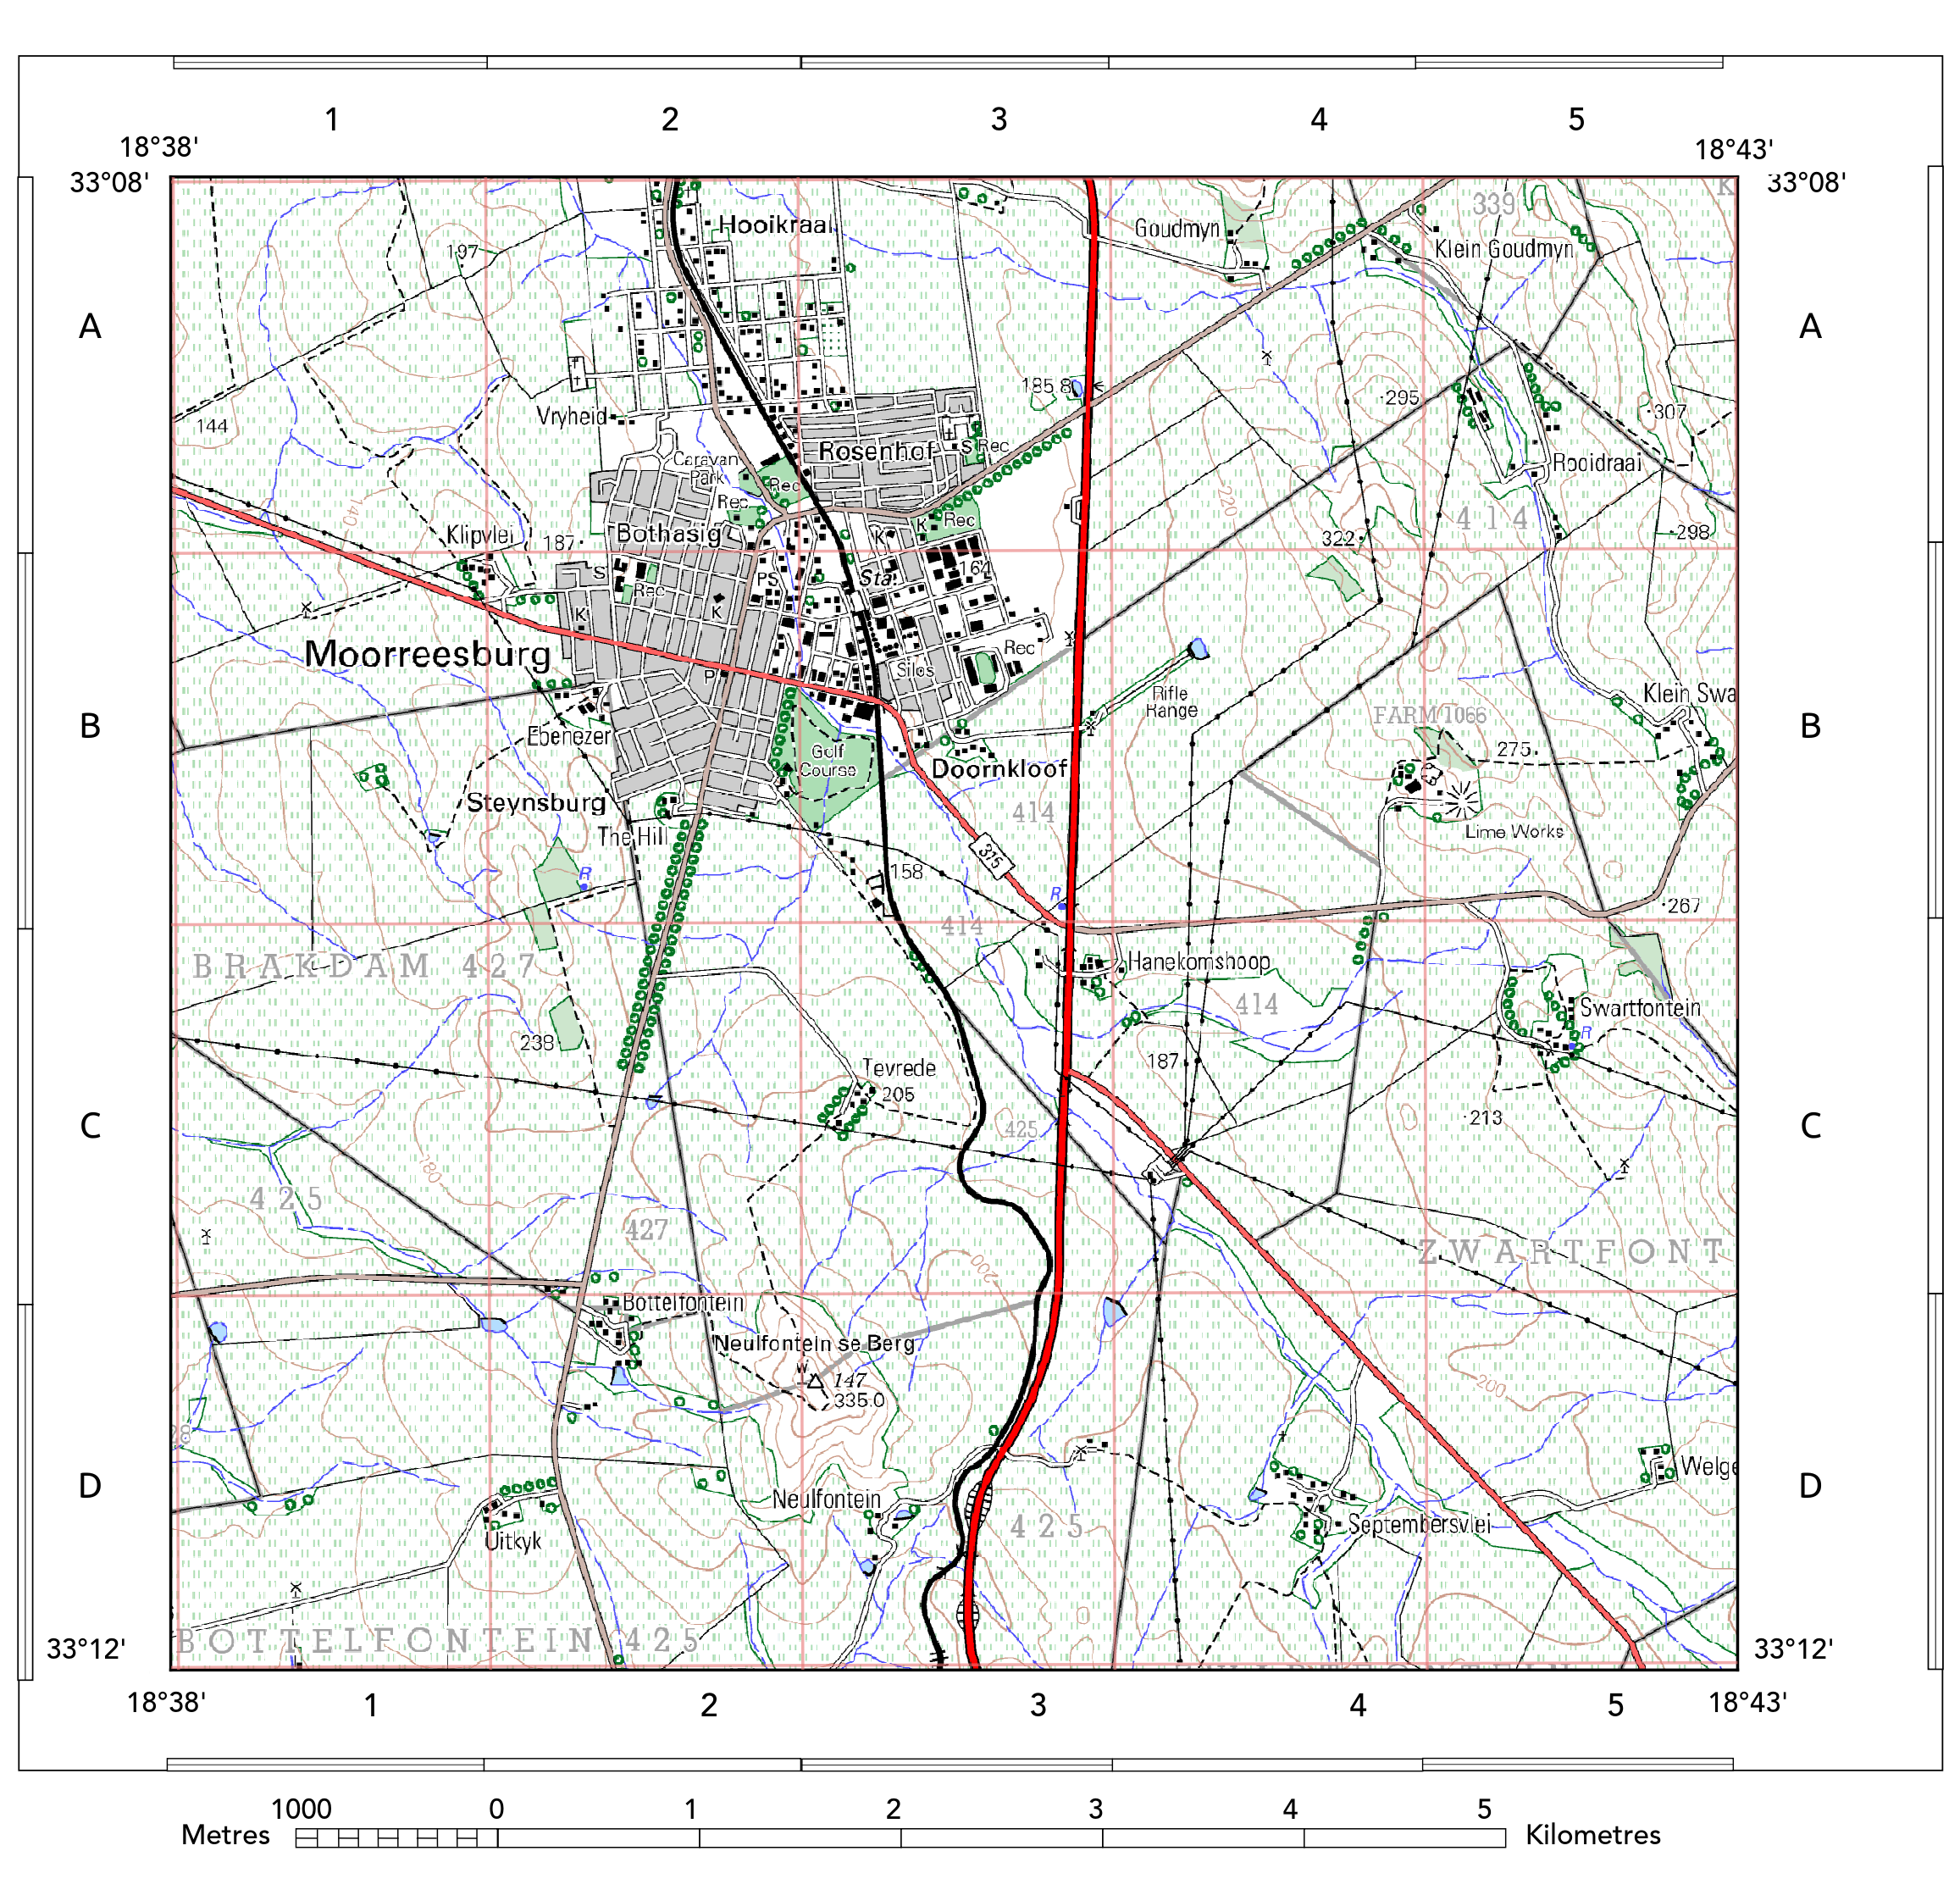 1 2 3 4 5
18°38' 18°43'
33°08' 33°08'
K
339
Hooikraal
Goudmyn
Klein Goudmyn
197
A A
185.8
295
307
Vryheid
144
Rosenhof
S Rec
Caravan
Park
Rec
Rooidraai
Rec
140
220
414
K Rec
Klipvlei
187
Bothasig
K
322
298
S
PS
Sta
164
Rec
K
K
Moorreesburg
Rec
Silos
P
Rifle
Range
Klein Swa
FARM 1066
B B
Ebenezer
Golf
Course
275
Doornkloof
Steynsburg
414
The Hill
Lime Works
375
R
158
R
267
414
BRAKDAM 427
Hanekomshoop
414
Swartfontein
238
R
187
Tevrede
205
213
C C
425
180
425
427
ZWARTFONT
200
Bottelfontein
Neulfontein se Berg
W
147
335.0
200
28
Welge
D D
Neulfontein
425
Septembersvlei
Uitkyk
BOTTELFONTEIN 425
33°12' 33°12'
18°38' 18°43'
1 2 3 4 5
1000 0 1 2 3 4 5
Metres Kilometres